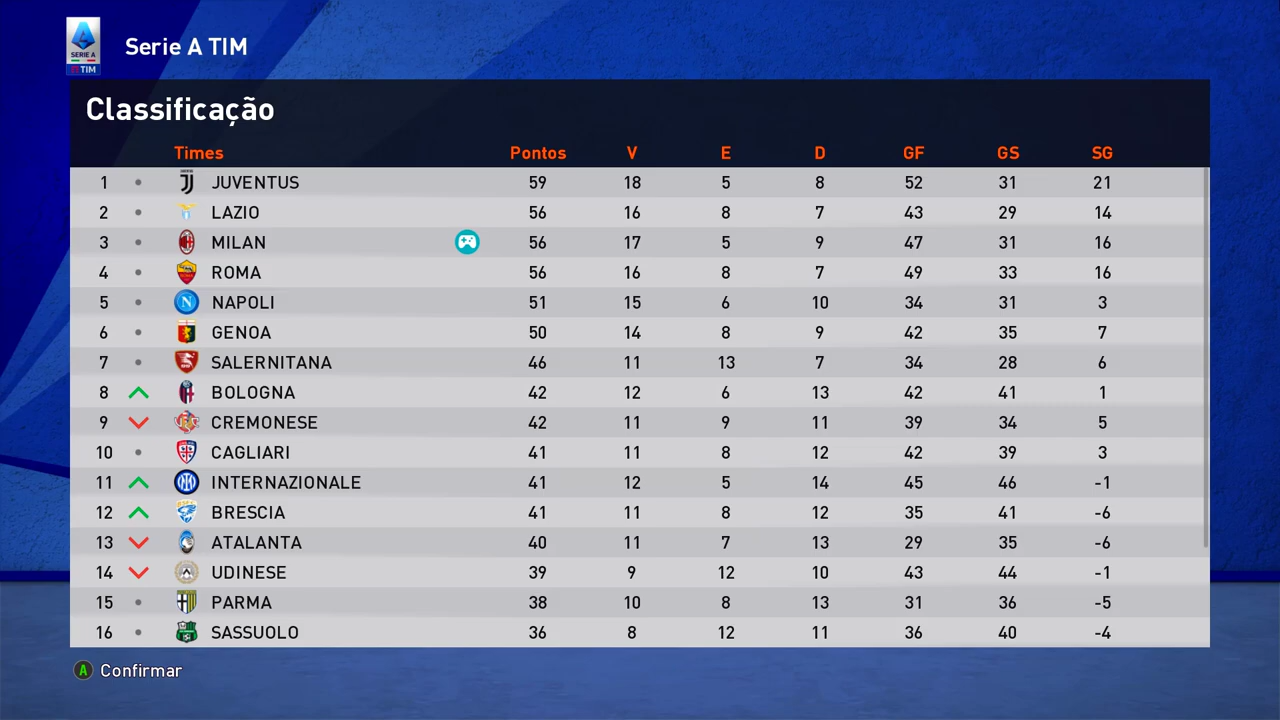 SERIE A
TIM
Serie A TIM
Classificação
Times Pontos V E D GF GS SG
1 JUVENTUS 59 18 5 8 52 31 21
2 LAZIO 56 16 8 7 43 29 14
3 MILAN 56 17 5 9 47 31 16
4 ROMA 56 16 8 7 49 33 16
5 NAPOLI 51 15 6 10 34 31 3
6 GENOA 50 14 8 9 42 35 7
7 SALERNITANA 46 11 13 7 34 28 6
8 BOLOGNA 42 12 6 13 42 41 1
9 CREMONESE 42 11 9 11 39 34 5
10 CAGLIARI 41 11 8 12 42 39 3
11 INTERNAZIONALE 41 12 5 14 45 46 -1
12 BRESCIA 41 11 8 12 35 41 -6
13 ATALANTA 40 11 7 13 29 35 -6
14 UDINESE 39 9 12 10 43 44 -1
15 PARMA 38 10 8 13 31 36 -5
16 SASSUOLO 36 8 12 11 36 40 -4
A Confirmar